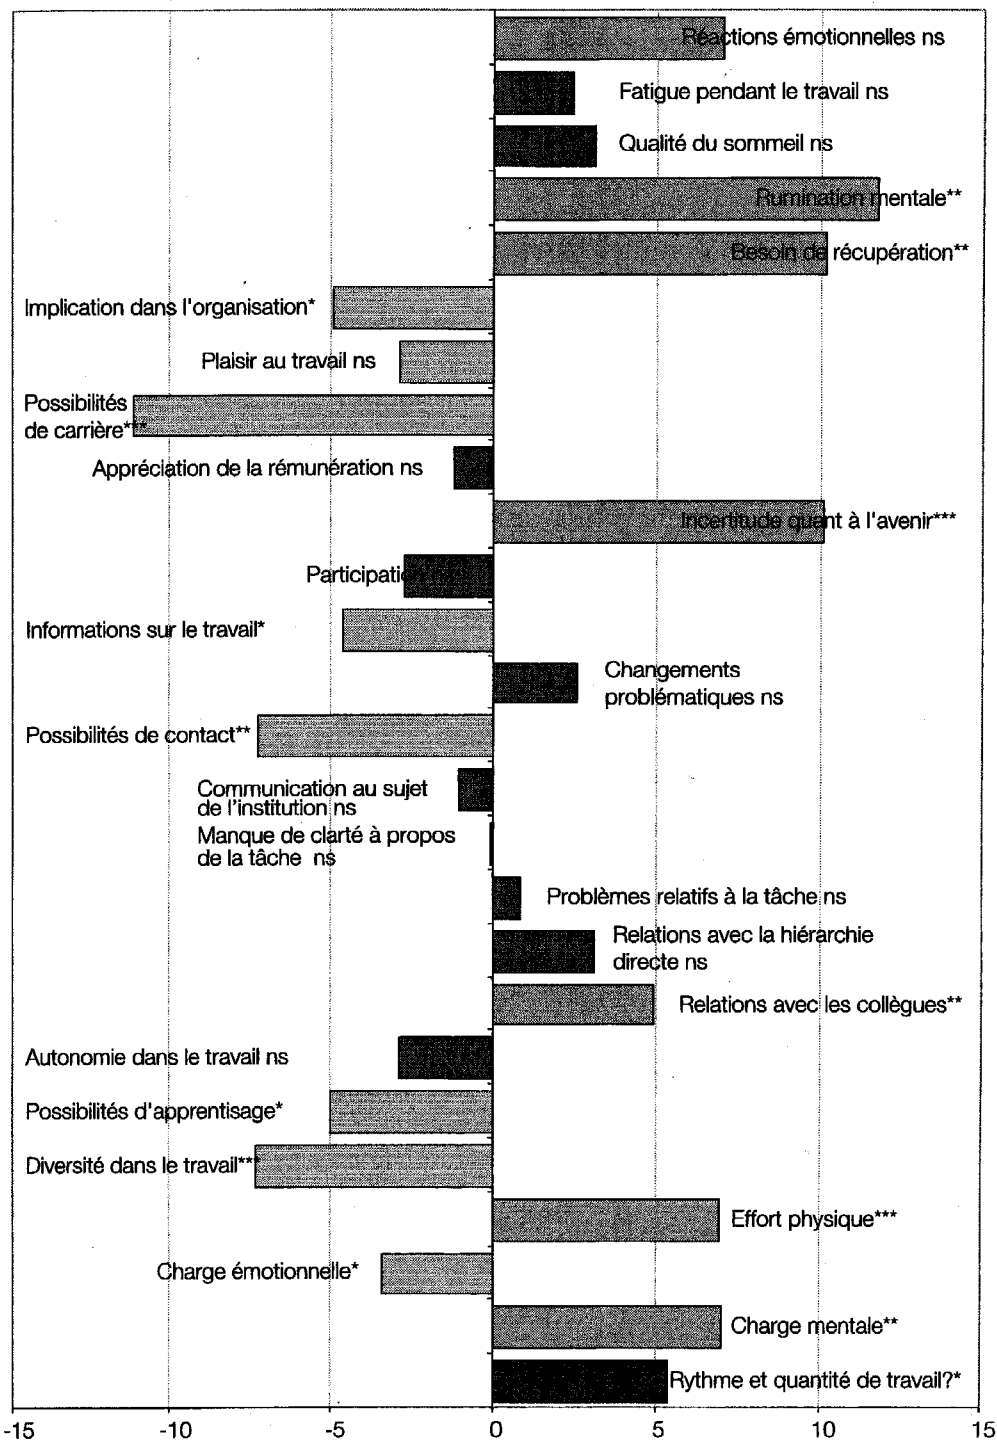 Réactions émotionnelles ns
Fatigue pendant le travail ns
Qualité du sommeil ns
Rumination mentale**
Besoin de récupération**
Implication dans l'organisation*
Plaisir au travail ns
Possibilités
de carrière***
Appréciation de la rémunération ns
Incertitude quant à l'avenir***
Participation ns
Informations sur le travail*
Changements
problématiques ns
Possibilités de contact**
Communication au sujet
de l'institution ns
Manque de clarté à propos
de la tâche ns
Problèmes relatifs à la tâche ns
Relations avec la hiérarchie
directe ns
Relations avec les collègues**
Autonomie dans le travail ns
Possibilités d'apprentisage*
Diversité dans le travail***
Effort physique***
Charge émotionnelle*
Charge mentale**
Rythme et quantité de travail?*
-15 -10 -5 0 5 10 15